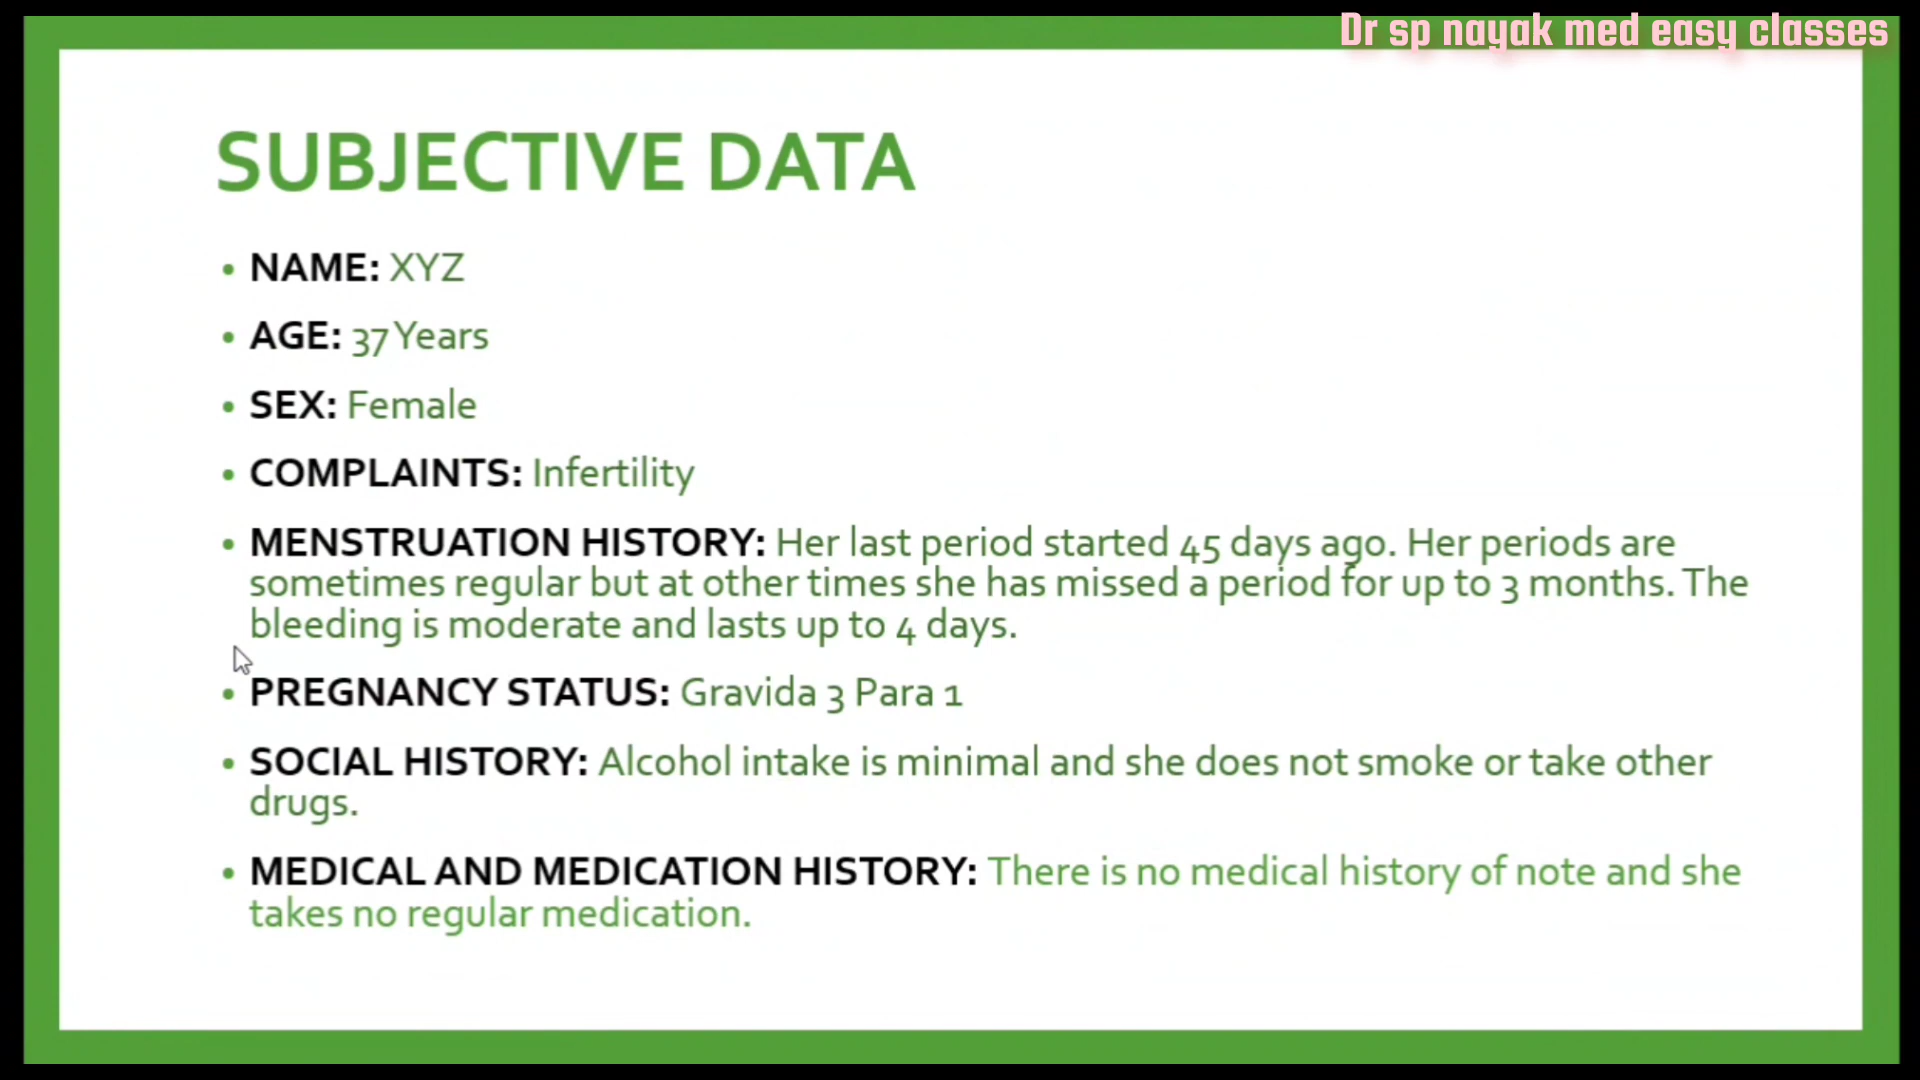 Dr sp nayak med easy classes
SUBJECTIVE DATA
• NAME: XYZ
• AGE: 37 Years
• SEX: Female
• COMPLAINTS: Infertility
• MENSTRUATION HISTORY: Her last period started 45 days ago. Her periods are
sometimes regular but at other times she has missed a period for up to 3 months. The
bleeding is moderate and lasts up to 4 days.
• PREGNANCY STATUS: Gravida 3 Para 1
• SOCIAL HISTORY: Alcohol intake is minimal and she does not smoke or take other
drugs.
• MEDICAL AND MEDICATION HISTORY: There is no medical history of note and she
takes no regular medication.